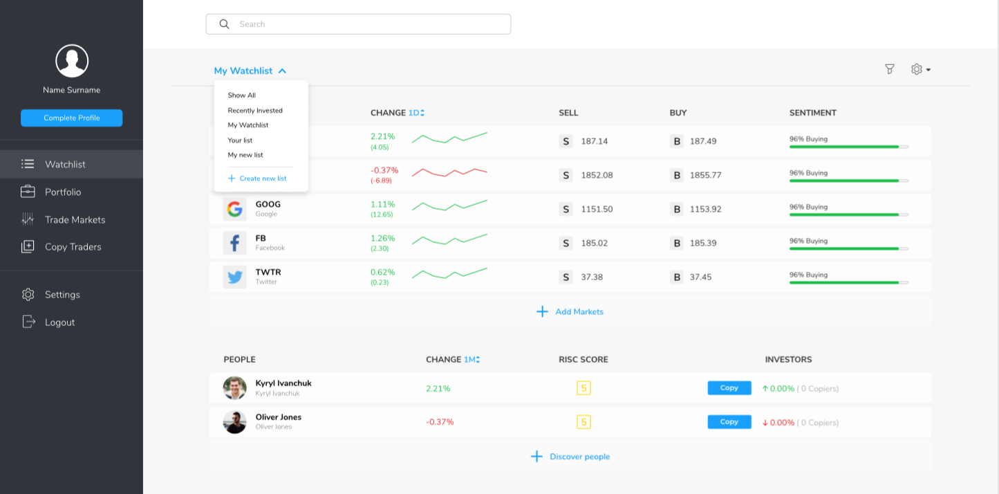 Search
Name Surname
Complete Profile
Watchlist
Portfolio
Trade Markets
Copy Traders
Settings
Logout
My Watchlist
Show All
Recently Invested
My Watchlist
Your list
My new list
Create new list
CHANGE 1D SELL BUY SENTIMENT
2.21% S 187.14 B 187.49 96% Buying
(4.05)
-0.37% S 1852.08 B 1855.77 96% Buying
(-6.89)
GOOG 1.11% S 1151.50 B 1153.92 96% Buying
Google (12.65)
FB 1.26% S 185.02 B 185.39 96% Buying
Facebook (2.30)
TWTR 0.62% S 37.38 B 37.45 96% Buying
Twitter (0.23)
Add Markets
PEOPLE CHANGE 1M RISC SCORE INVESTORS
Kyryl Ivanchuk 2.21% 5 Copy 0.00% ( 0 Copiers)
Kyryl Ivanchuk
Oliver Jones -0.37% 5 Copy 0.00% ( 0 Copiers)
Oliver Jones
Discover people